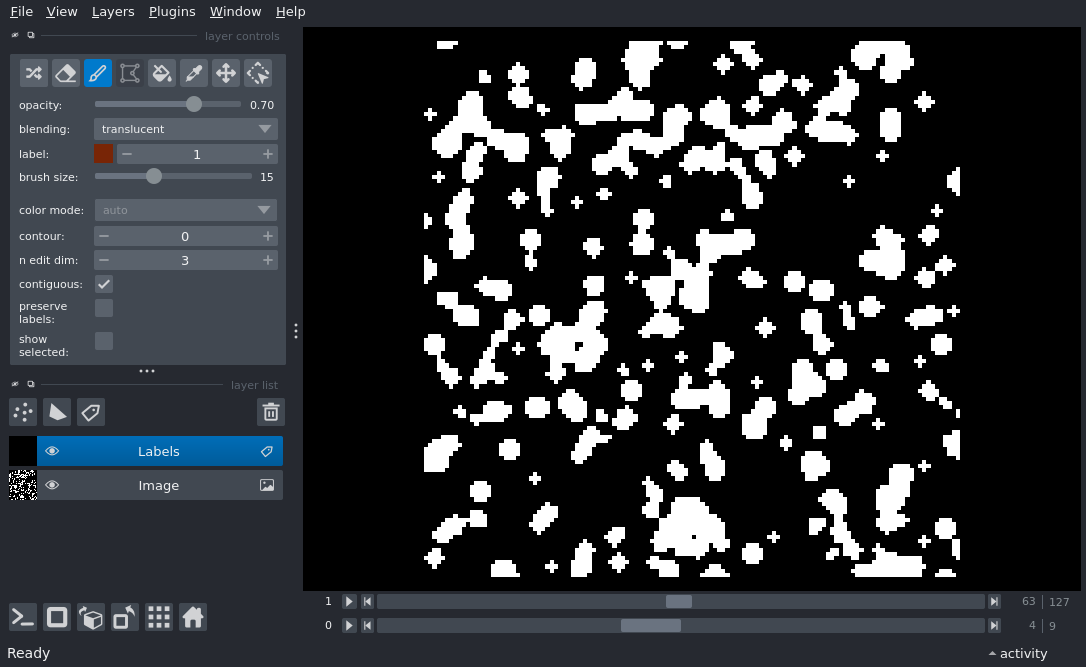 File View Layers Plugins Window Help
layer controls
opacity: 0.70
blending: translucent
label: 1
brush size: 15
color mode: auto
contour: 0
n edit dim: 3
contiguous:
preserve
labels:
show
selected:
layer list
Labels
Image
1 63 127
0 4 9
Ready activity